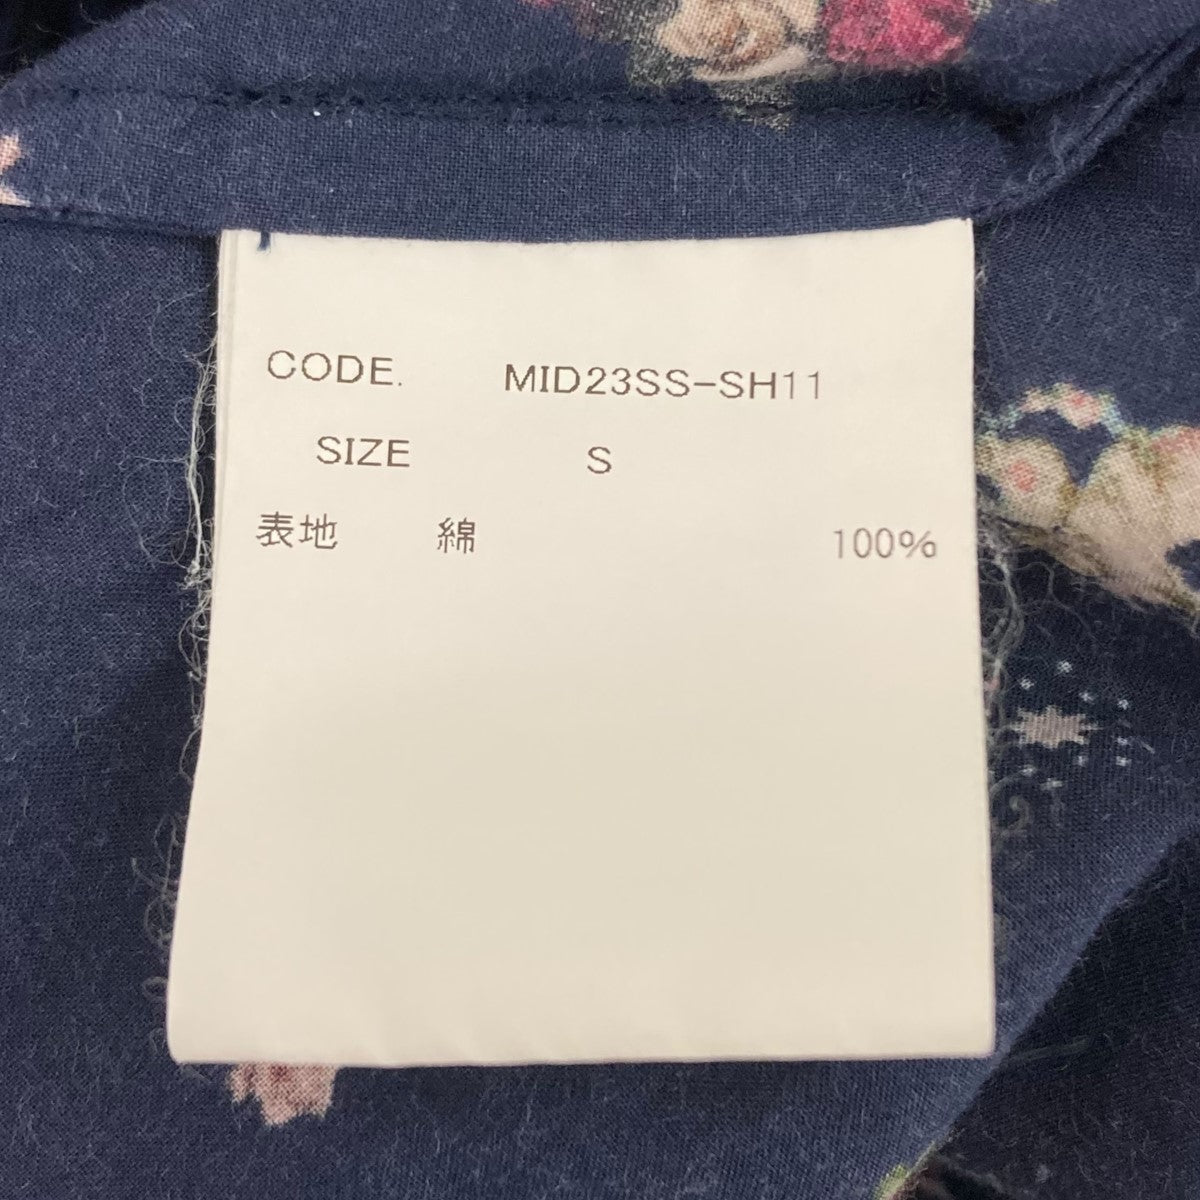 CODE. MID23SS-SH11
SIZE S
表地 綿 100%